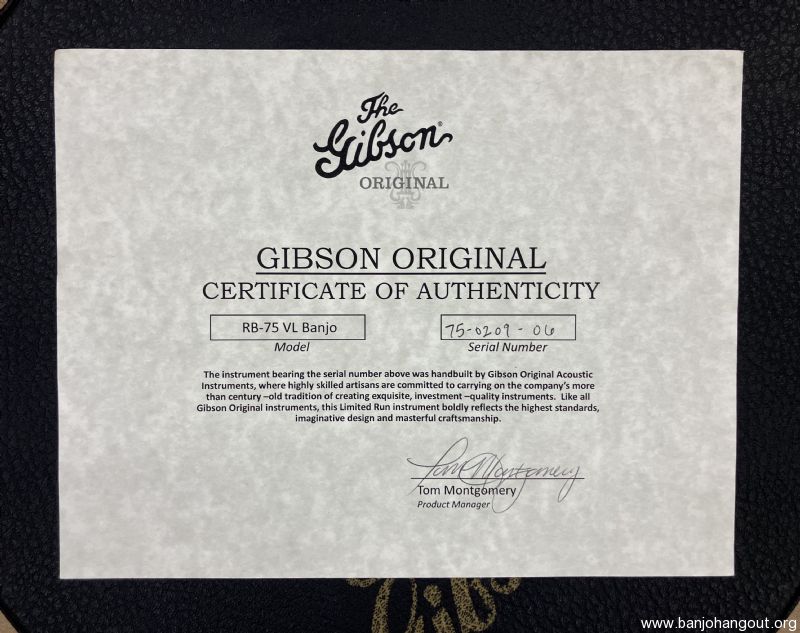 The
Gibson®
ORIGINAL
GIBSON ORIGINAL
CERTIFICATE OF AUTHENTICITY
RB-75 VL Banjo
75-0209-06
Model
Serial Number
The instrument bearing the serial number above was handbuilt by Gibson Original Acoustic
Instruments, where highly skilled artisans are committed to carrying on the company's more
than century –old tradition of creating exquisite, investment –quality instruments. Like all
Gibson Original instruments, this Limited Run instrument boldly reflects the highest standards,
imaginative design and masterful craftsmanship.
Tom Montgomery
Tom Montgomery
Product Manager
Gibs
www.banjohangout.org